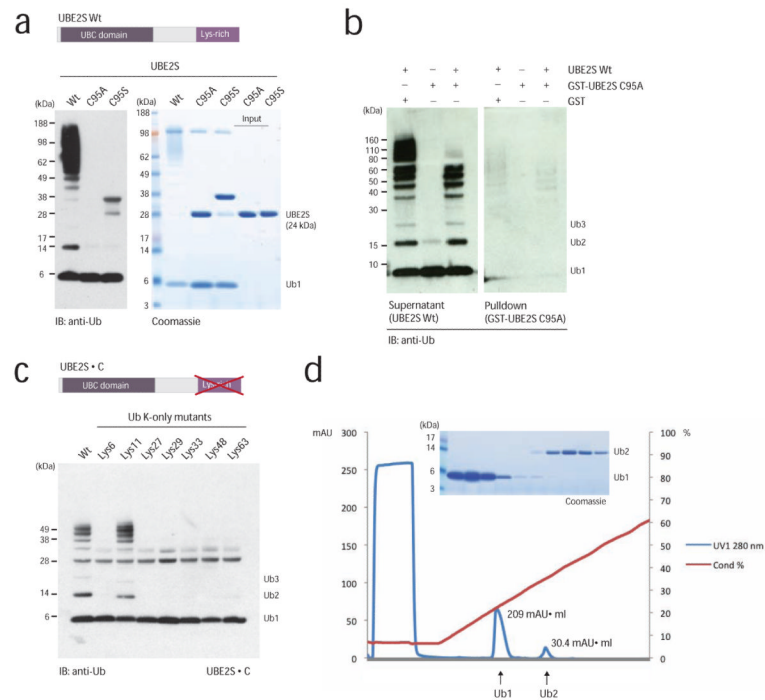 a
UBE2S Wt
UBC domain
Lys-rich
UBE2S
(kDa)
Wt
C95A
C95S
Wt
C95A
C95S
C95A
C95S
Input
188
98
62
49
38
28
17
14
6
188
98
62
49
38
28
17
14
6
3
UBE2S
(24 kDa)
Ub1
IB: anti-Ub
Coomassie
b
+ − + + − + UBE2S Wt
− + + − + + GST-UBE2S C95A
+ + GST
(kDa)
160
110
80
60
50
40
30
15
10
Ub3
Ub2
Ub1
Supernatant
(UBE2S Wt)
Pulldown
(GST-UBE2S C95A)
IB: anti-Ub
c
UBE2S • C
UBC domain
Ub K-only mutants
Wt
Lys6
Lys11
Lys27
Lys29
Lys33
Lys48
Lys63
(kDa)
49
38
28
14
6
Ub3
Ub2
Ub1
IB: anti-Ub
UBE2S • C
d
mAU
300
250
200
150
100
50
0
(kDa)
17
14
6
3
Ub2
Ub1
Coomassie
100 %
90
80
70
60
50
40
30
20
10
0
UV1 280 nm
Cond %
209 mAU• ml
30.4 mAU• ml
Ub1
Ub2